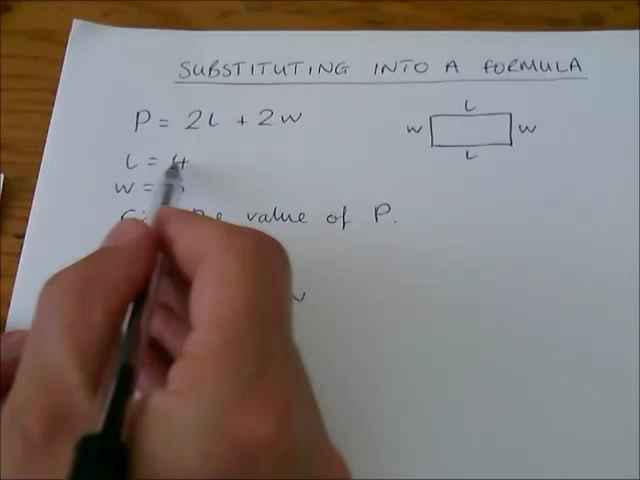 SUBSTITUTING INTO A FORMULA
P = 2L + 2W
L
W W
L
L = 4
W =
value of P.
W